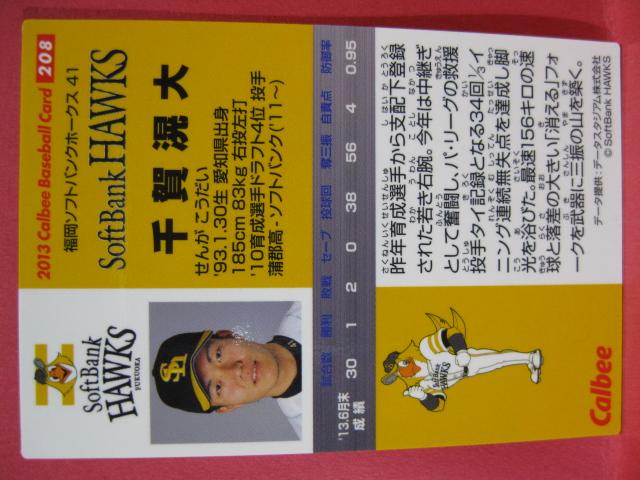 2013 Calbee Baseball Card 208
福岡ソフトバンクホークス 41
SoftBank HAWKS
千賀滉大
せんが こうだい
'93.1.30生 愛知県出身
185cm 83kg 右投左打
'10育成選手ドラフト4位 投手
蒲郡高-ソフトバンク('11~)
SoftBank
HAWKS
FUKUOKA
試合数 勝利 敗戦 セーブ 投球回 奪三振 自責点 防御率
'13.6月末成績 30 1 2 0 38 56 4 0.95
昨年育成選手から支配下登録
された若き右腕。今年は中継ぎ
として奮闘し、パ・リーグの救援
投手タイ記録となる34回1/3イ
ニング連続無失点を達成し脚
光を浴びた。最速156キロの速
球と落差の大きい「消える」フォ
ークを武器に三振の山を築く。
データ提供:データスタジアム株式会社
©SoftBank HAWKS
Calbee